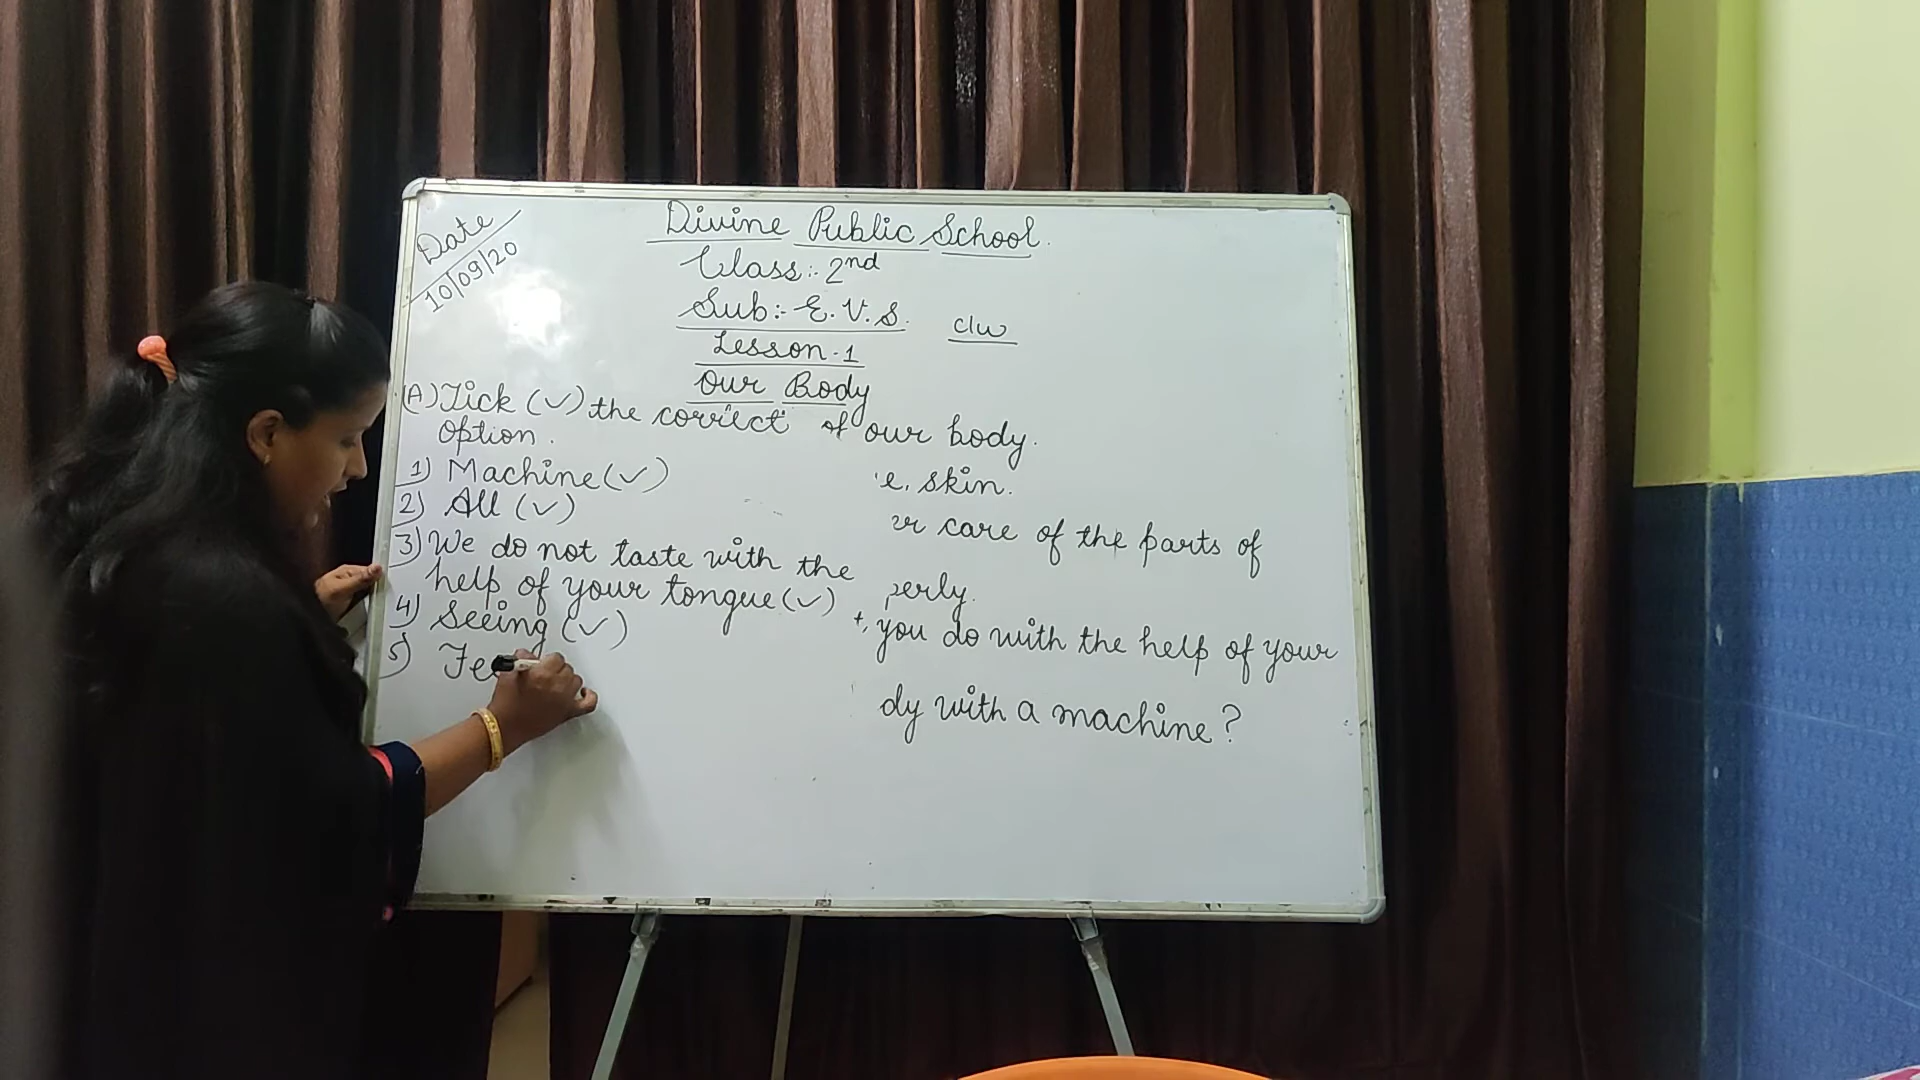 Date
10/09/20
Divine Public School.
Class:- 2nd
Sub:- E.V.S.
c/w
Lesson-1
Our Body
(A) Tick (✓) the correct of our body.
option.
1) Machine (✓)
e, skin.
2) All (✓)
care of the parts of
3) We do not taste with the
help of your tongue (✓)
perly.
4) Seeing (✓)
you do with the help of your
5) Fe
dy with a machine?